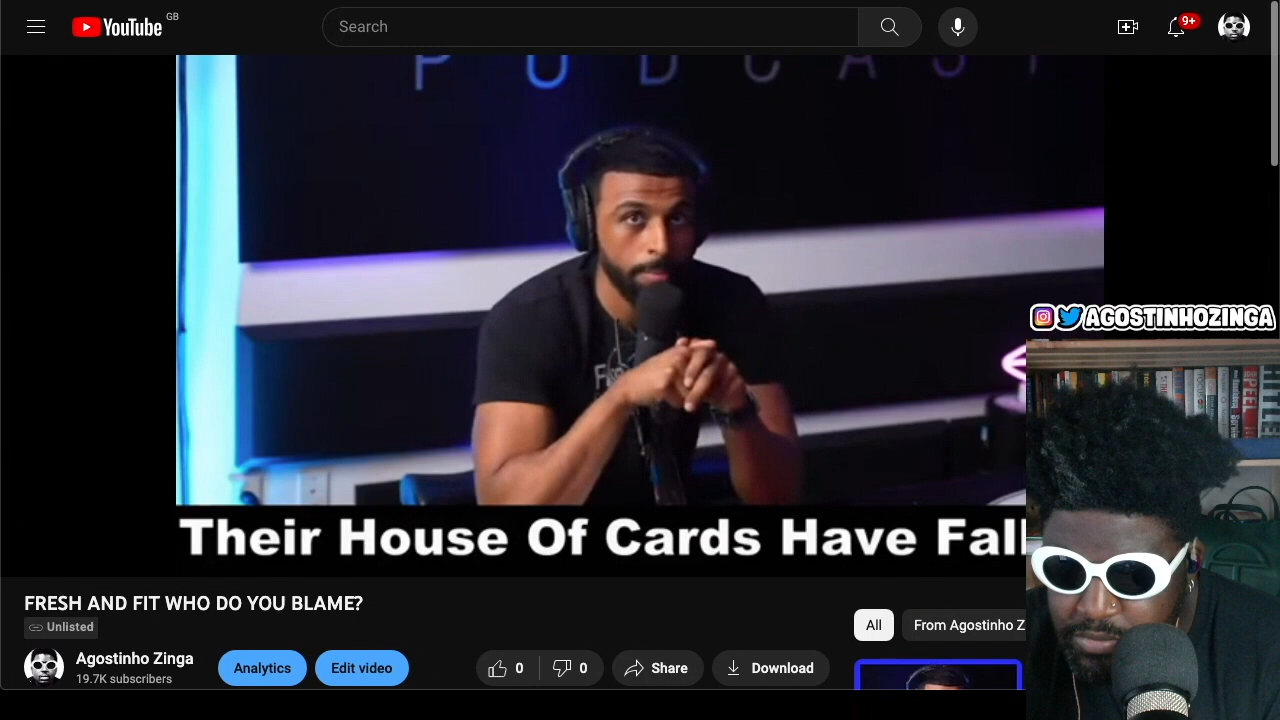 YouTube GB
Search
9+
PODCAST
AGOSTINHOZINGA
PEEL
Their House Of Cards Have Fall
FRESH AND FIT WHO DO YOU BLAME?
Unlisted
All
From Agostinho Z
Agostinho Zinga
19.7K subscribers
Analytics
Edit video
0
0
Share
Download